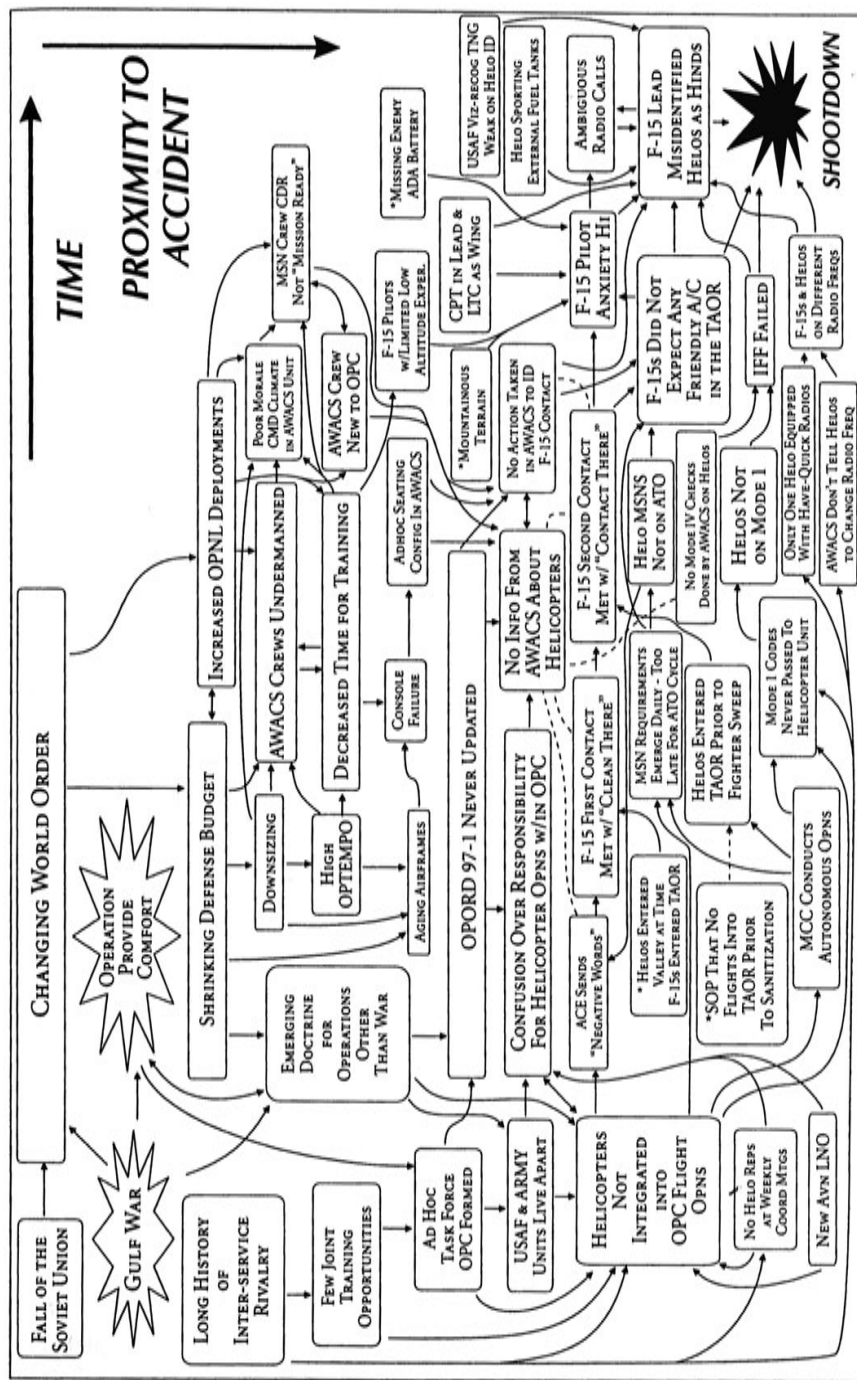 FALL OF THE
SOVIET UNION
CHANGING WORLD ORDER
TIME
PROXIMITY TO
ACCIDENT
GULF WAR
OPERATION
PROVIDE
COMFORT
LONG HISTORY
OF
INTER-SERVICE
RIVALRY
SHRINKING DEFENSE BUDGET
INCREASED OPNL DEPLOYMENTS
DOWNSIZING
AWACS CREWS UNDERMANNED
POOR MORALE
CMD CLIMATE
IN AWACS UNIT
MSN CREW CDR
NOT "MISSION READY"
EMERGING
DOCTRINE
FOR
OPERATIONS
OTHER
THAN WAR
HIGH
OPTEMPO
DECREASED TIME FOR TRAINING
AWACS CREW
NEW TO OPC
FEW JOINT
TRAINING
OPPORTUNITIES
AGING AIRFRAMES
CONSOLE
FAILURE
ADHOC SEATING
CONFIG IN AWACS
F-15 PILOTS
W/LIMITED LOW
ALTITUDE EXPER.
*MISSING ENEMY
ADA BATTERY
AD HOC
TASK FORCE
OPC FORMED
OPORD 97-1 NEVER UPDATED
*MOUNTAINOUS
TERRAIN
CPT IN LEAD &
LTC AS WING
USAF VIZ-RECOG TNG
WEAK ON HELO ID
HELO SPORTING
EXTERNAL FUEL TANKS
USAF & ARMY
UNITS LIVE APART
CONFUSION OVER RESPONSIBILITY
FOR HELICOPTER OPNS W/IN OPC
NO INFO FROM
AWACS ABOUT
HELICOPTERS
NO ACTION TAKEN
IN AWACS TO ID
F-15 CONTACT
HELICOPTERS
NOT
INTEGRATED
INTO
OPC FLIGHT
OPNS
ACE SENDS
"NEGATIVE WORDS"
F-15 FIRST CONTACT
MET W/ "CLEAN THERE"
F-15 SECOND CONTACT
MET W/ "CONTACT THERE"
F-15 PILOT
ANXIETY HI
AMBIGUOUS
RADIO CALLS
* HELOS ENTERED
VALLEY AT TIME
F-15S ENTERED TAOR
MSN REQUIREMENTS
EMERGE DAILY - TOO
LATE FOR ATO CYCLE
HELO MSNS
NOT ON ATO
F-15S DID NOT
EXPECT ANY
FRIENDLY A/C
IN THE TAOR
F-15 LEAD
MISIDENTIFIED
HELOS AS HINDS
*SOP THAT NO
FLIGHTS INTO
TAOR PRIOR
TO SANITIZATION
HELOS ENTERED
TAOR PRIOR TO
FIGHTER SWEEP
NO MODE IV CHECKS
DONE BY AWACS ON HELOS
NO HELO REPS
AT WEEKLY
COORD MTGS
MCC CONDUCTS
AUTONOMOUS OPNS
MODE 1 CODES
NEVER PASSED TO
HELICOPTER UNIT
HELOS NOT
ON MODE 1
IFF FAILED
NEW AVN LNO
ONLY ONE HELO EQUIPPED
WITH HAVE-QUICK RADIOS
AWACS DON'T TELL HELOS
TO CHANGE RADIO FREQ
F-15S & HELOS
ON DIFFERENT
RADIO FREQS
SHOOTDOWN